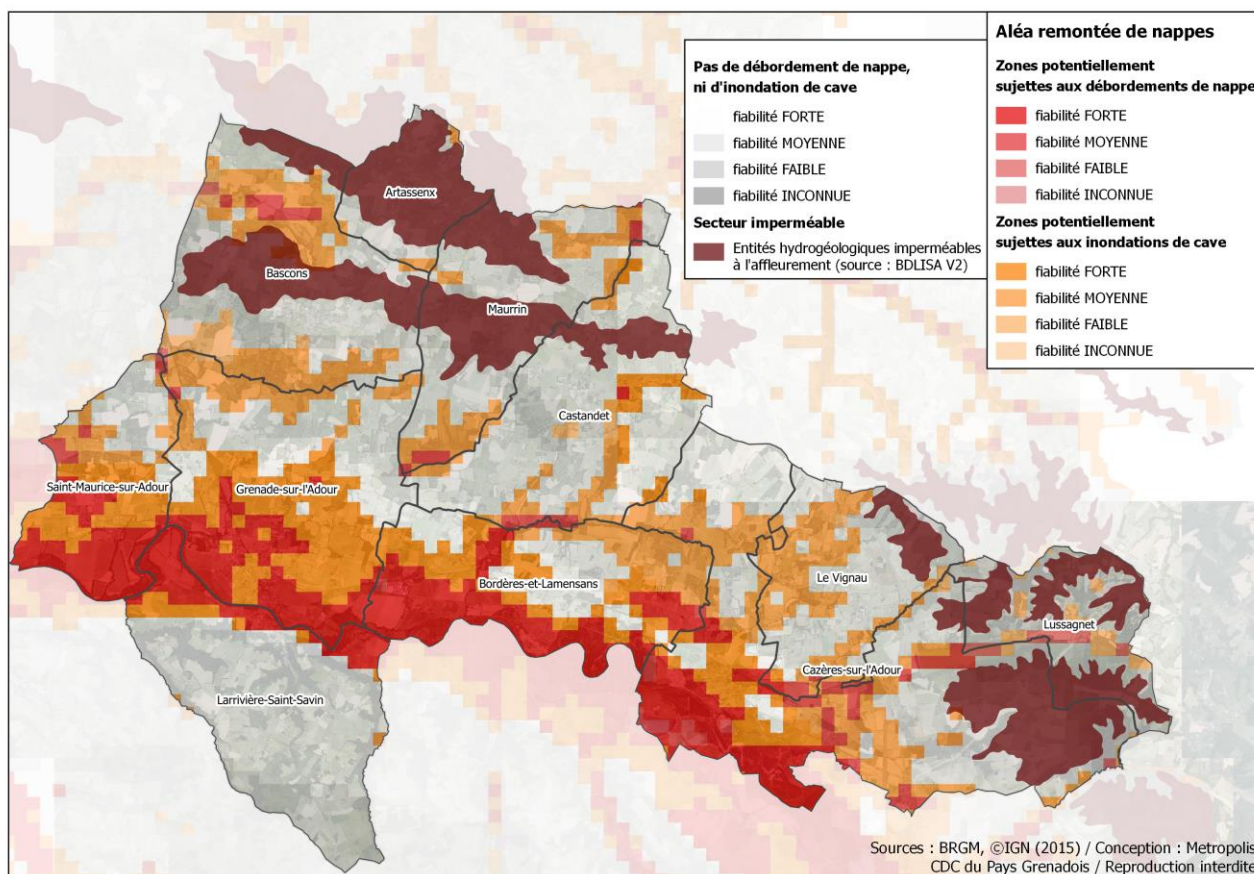 Pas de débordement de nappe,
ni d'inondation de cave
fiabilité FORTE
fiabilité MOYENNE
fiabilité FAIBLE
fiabilité INCONNUE
Secteur imperméable
Entités hydrogéologiques imperméables
à l'affleurement (source : BDLISA V2)
Aléa remontée de nappes
Zones potentiellement
sujettes aux débordements de nappe
fiabilité FORTE
fiabilité MOYENNE
fiabilité FAIBLE
fiabilité INCONNUE
Zones potentiellement
sujettes aux inondations de cave
fiabilité FORTE
fiabilité MOYENNE
fiabilité FAIBLE
fiabilité INCONNUE
Artassenx
Bascons
Maurrin
Castandet
Saint-Maurice-sur-Adour
Grenade-sur-l'Adour
Bordères-et-Lamensans
Le Vignau
Lussagnet
Cazères-sur-l'Adour
Larrivière-Saint-Savin
Sources : BRGM, ©IGN (2015) / Conception : Metropolis
CDC du Pays Grenadois / Reproduction interdite